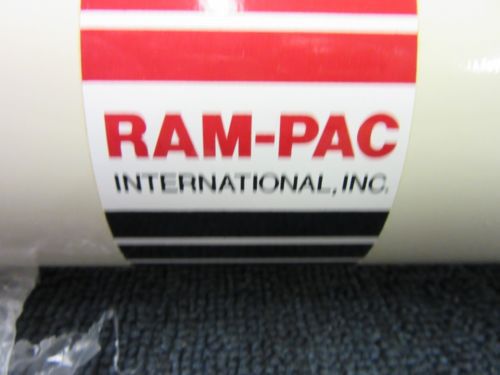 RAM-PAC
INTERNATIONAL, INC.